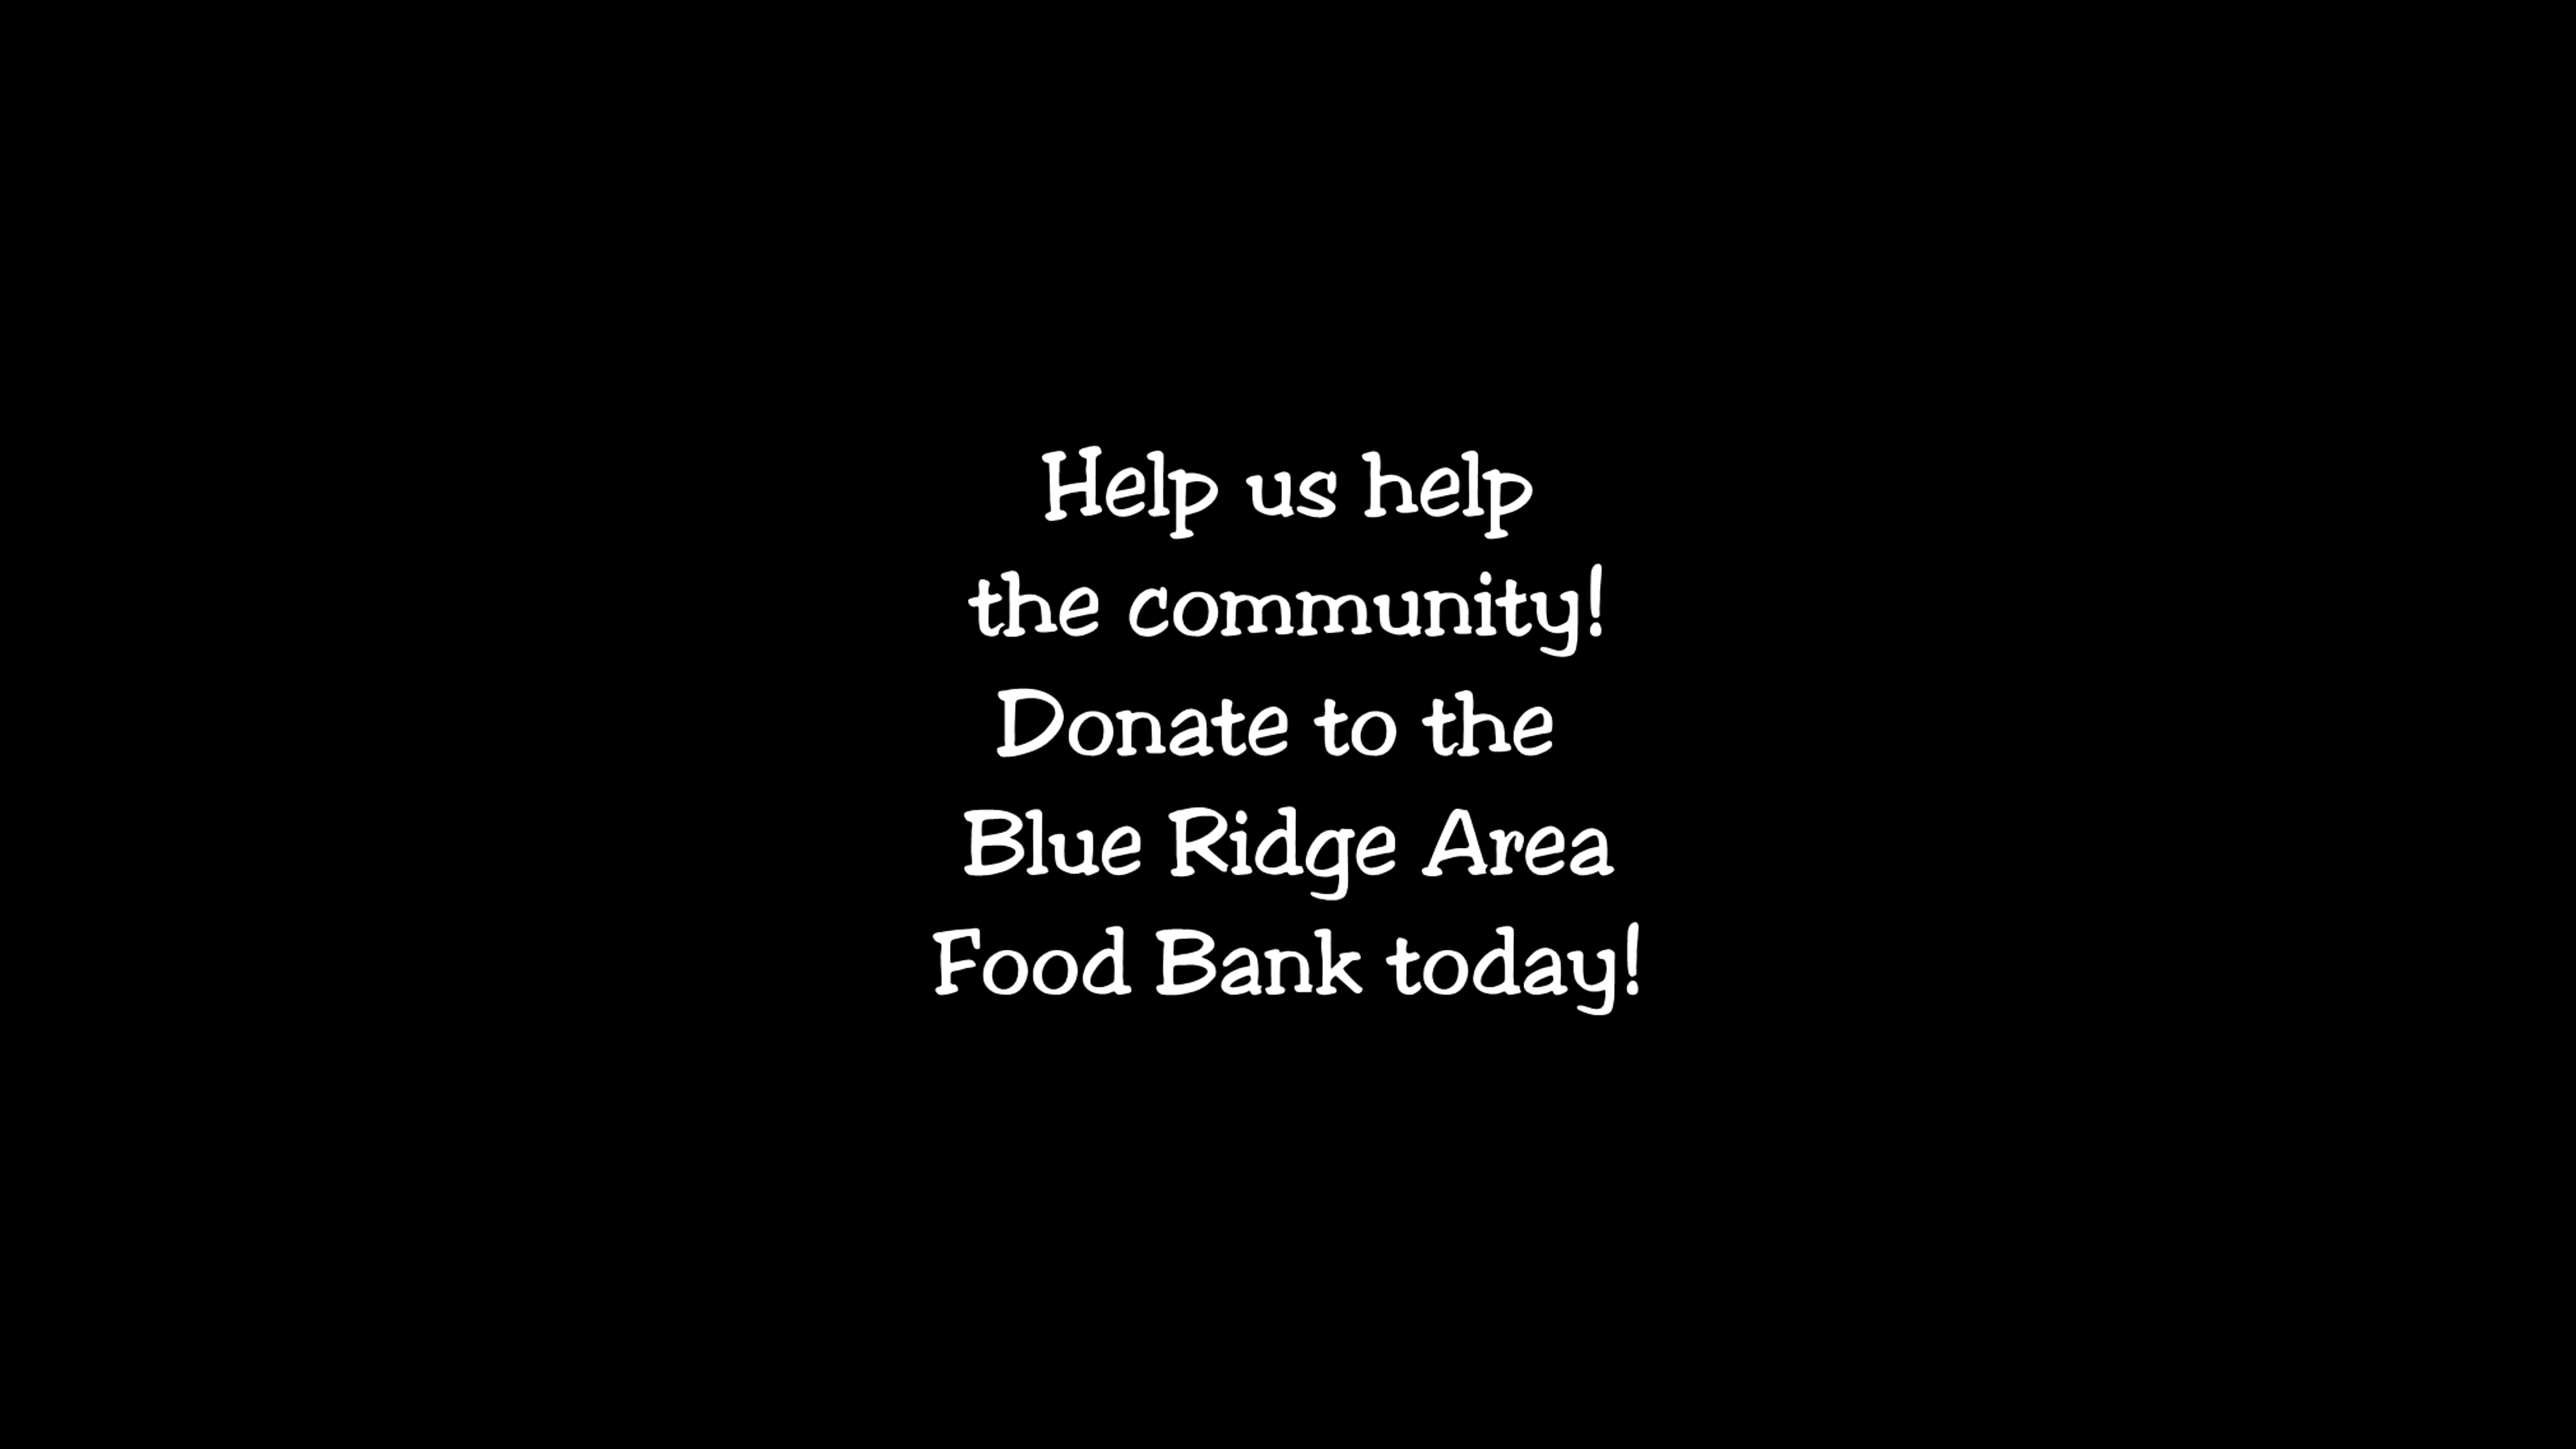 Help us help
the community!
Donate to the
Blue Ridge Area
Food Bank today!